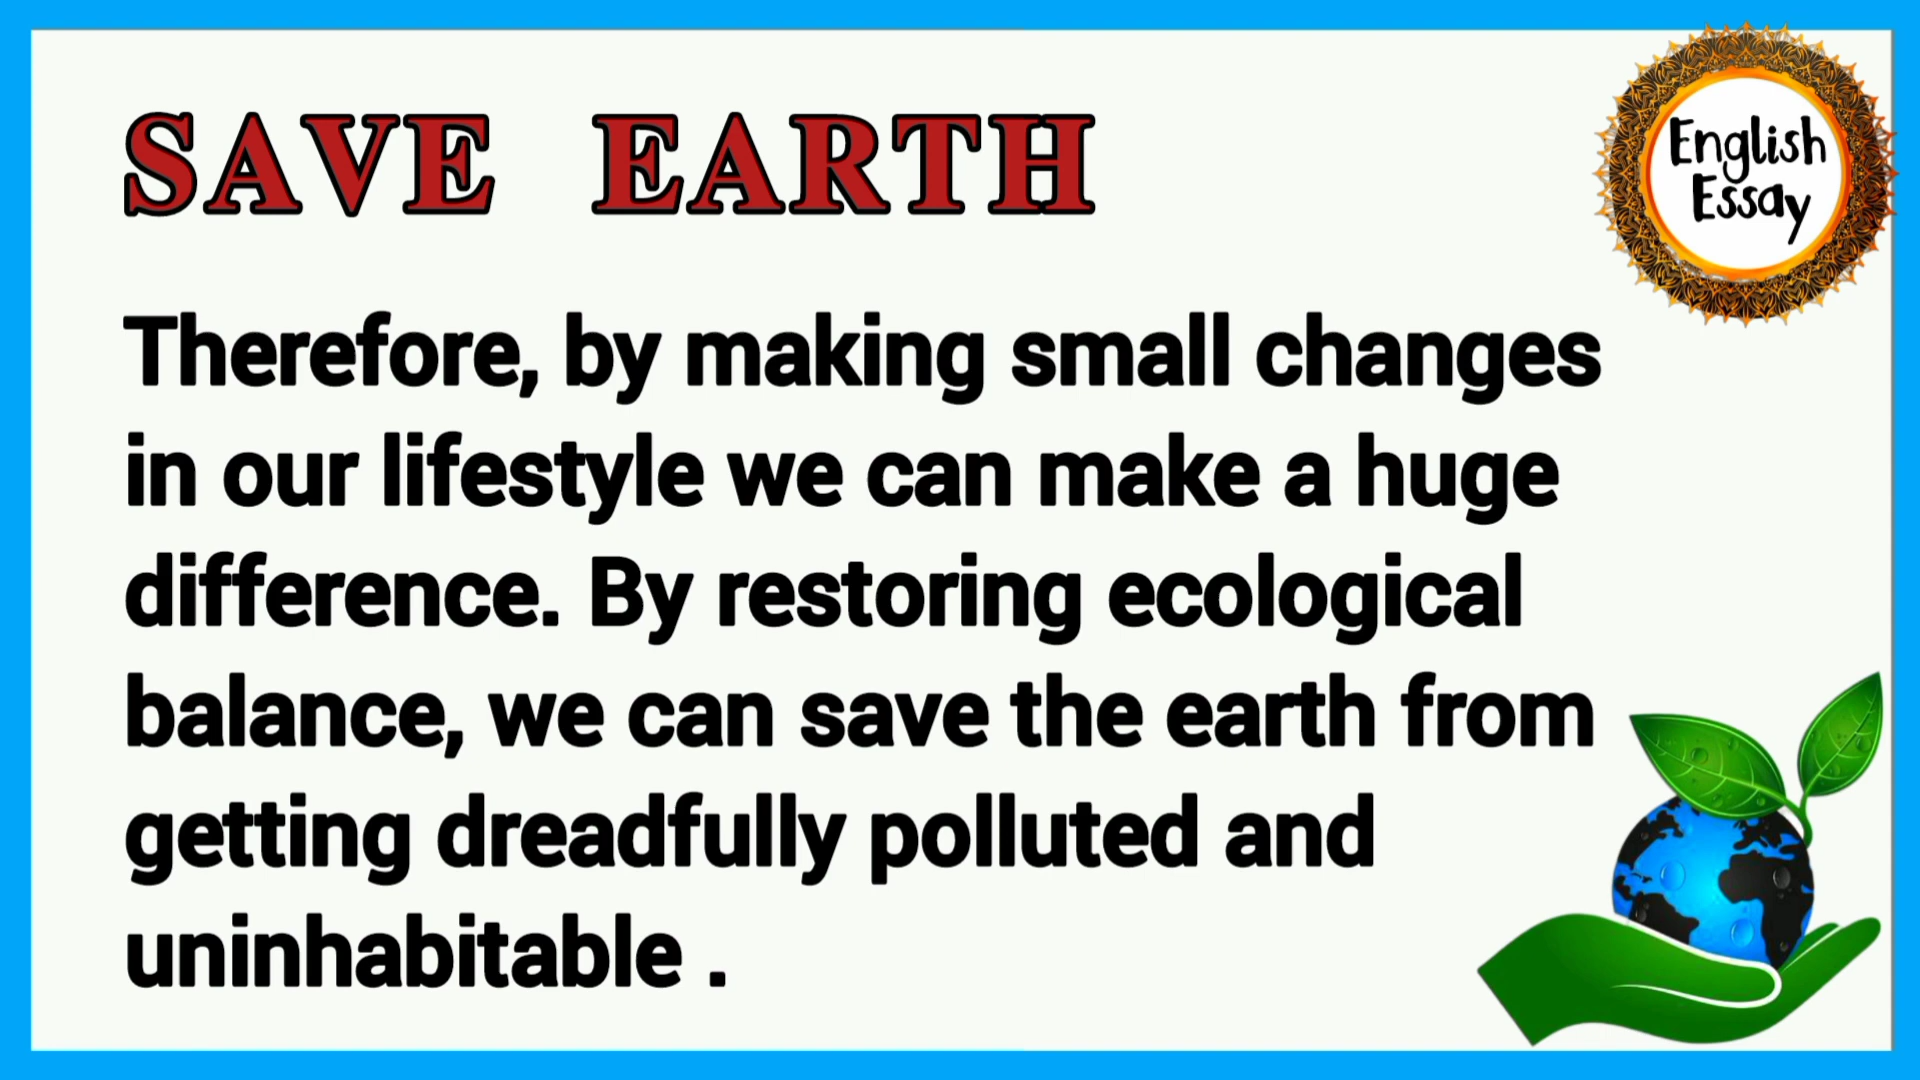 SAVE EARTH
English
Essay
Therefore, by making small changes
in our lifestyle we can make a huge
difference. By restoring ecological
balance, we can save the earth from
getting dreadfully polluted and
uninhabitable .